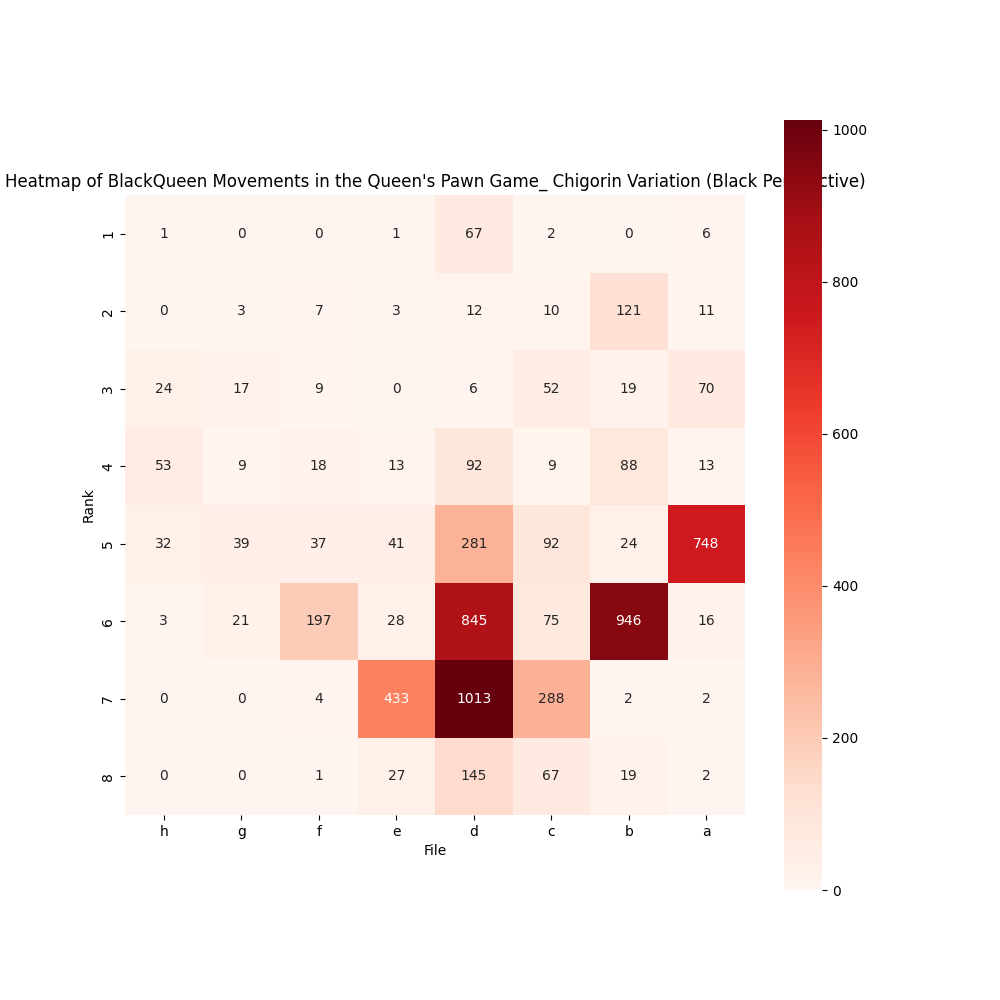 Heatmap of BlackQueen Movements in the Queen's Pawn Game_ Chigorin Variation (Black Pe ctive)
1000
800
600
400
200
0
Rank
1 1 0 0 1 67 2 0 6
2 0 3 7 3 12 10 121 11
3 24 17 9 0 6 52 19 70
4 53 9 18 13 92 9 88 13
5 32 39 37 41 281 92 24 748
6 3 21 197 28 845 75 946 16
7 0 0 4 433 1013 288 2 2
8 0 0 1 27 145 67 19 2
h g f e d c b a
File